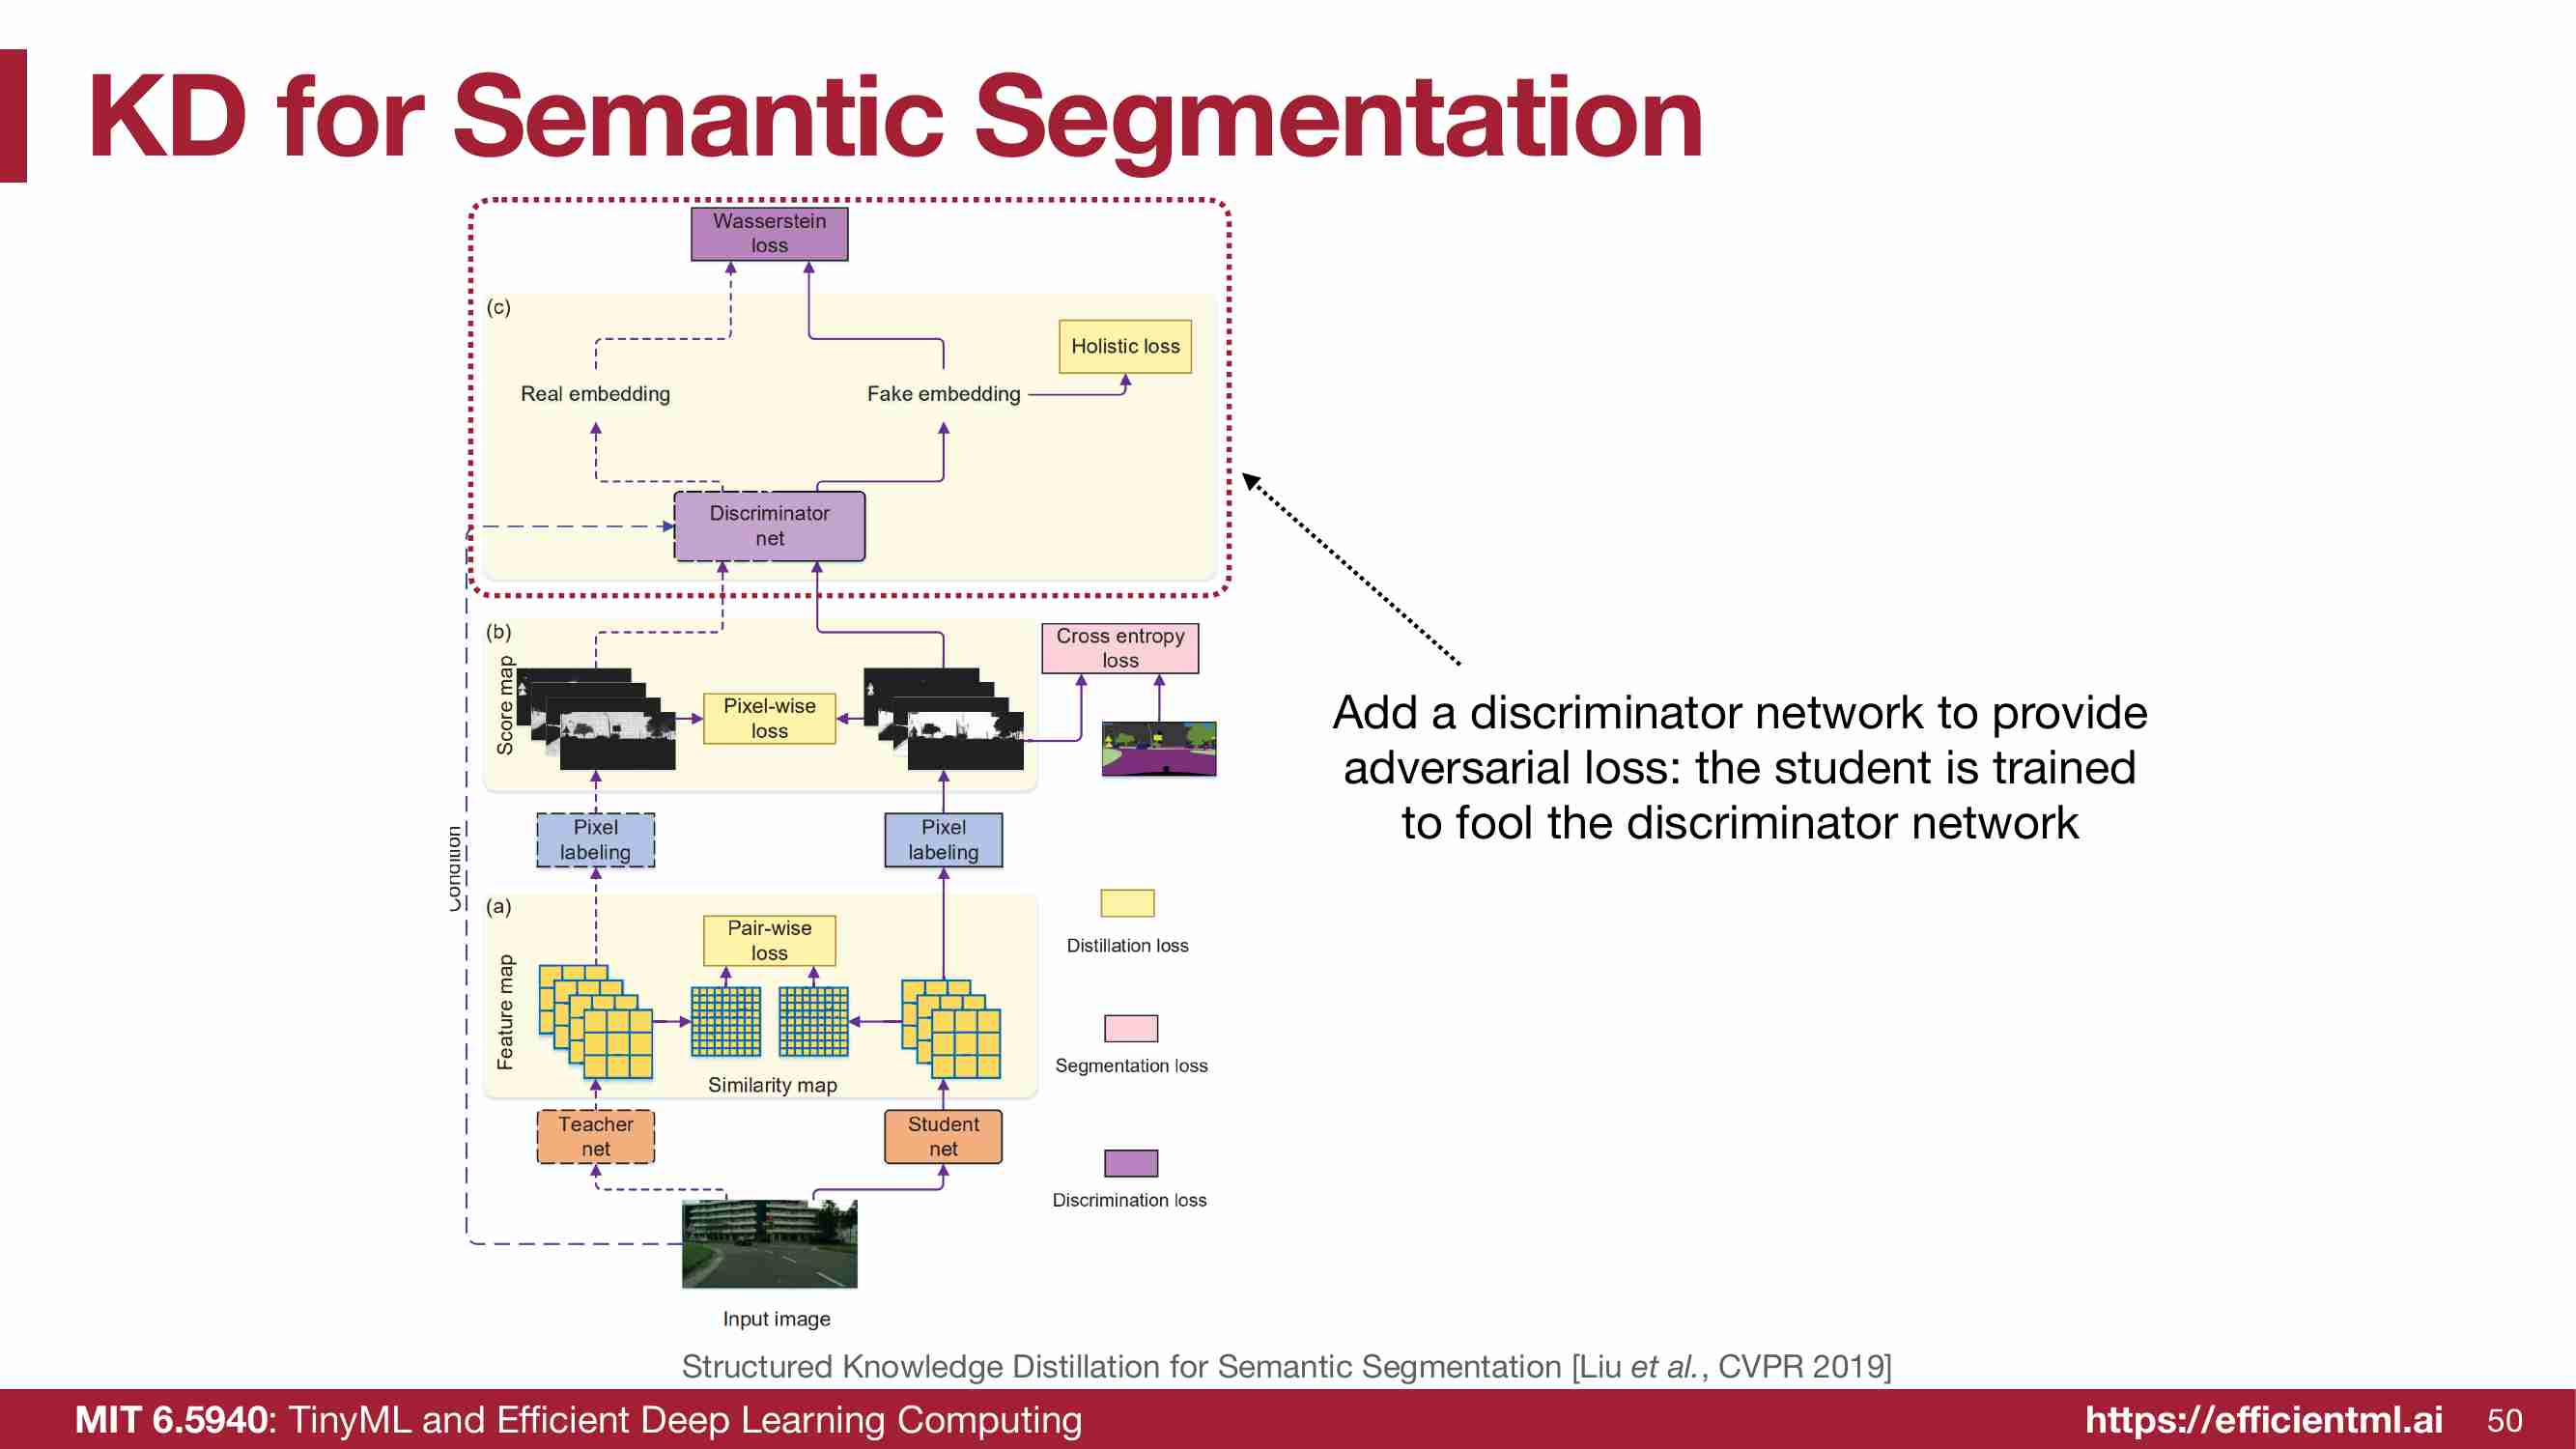 KD for Semantic Segmentation
Wasserstein
loss
(c)
Holistic loss
Real embedding
Fake embedding
Discriminator
net
(b)
Score map
Pixel-wise
loss
Cross entropy
loss
Add a discriminator network to provide
adversarial loss: the student is trained
to fool the discriminator network
Pixel
labeling
Pixel
labeling
Condition
(a)
Feature map
Pair-wise
loss
Similarity map
Distillation loss
Segmentation loss
Teacher
net
Student
net
Discrimination loss
Input image
Structured Knowledge Distillation for Semantic Segmentation [Liu et al., CVPR 2019]
MIT 6.5940: TinyML and Efficient Deep Learning Computing
https://efficientml.ai
50